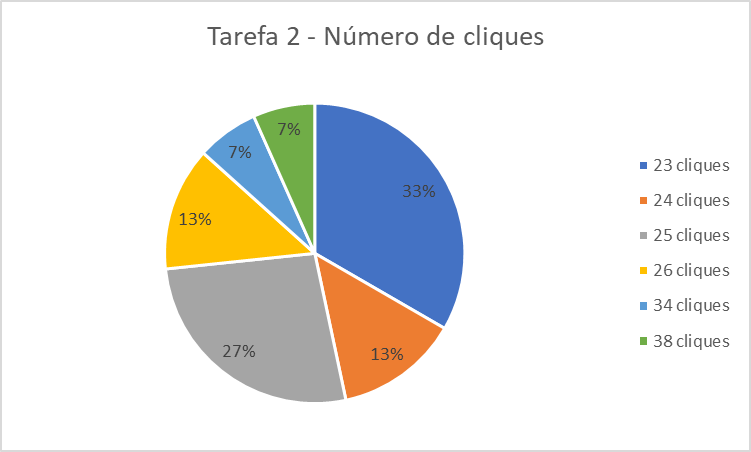 Tarefa 2 - Número de cliques
7%
7%
33%
13%
27%
13%
23 cliques
24 cliques
25 cliques
26 cliques
34 cliques
38 cliques